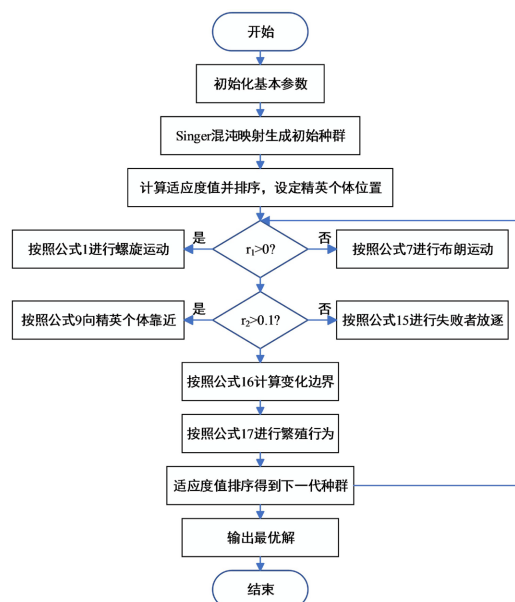 开始
初始化基本参数
Singer混沌映射生成初始种群
计算适应度值并排序，设定精英个体位置
是
否
按照公式1进行螺旋运动
r₁>0?
按照公式7进行布朗运动
是
否
按照公式9向精英个体靠近
r₂>0.1?
按照公式15进行失败者放逐
按照公式16计算变化边界
按照公式17进行繁殖行为
适应度值排序得到下一代种群
输出最优解
结束